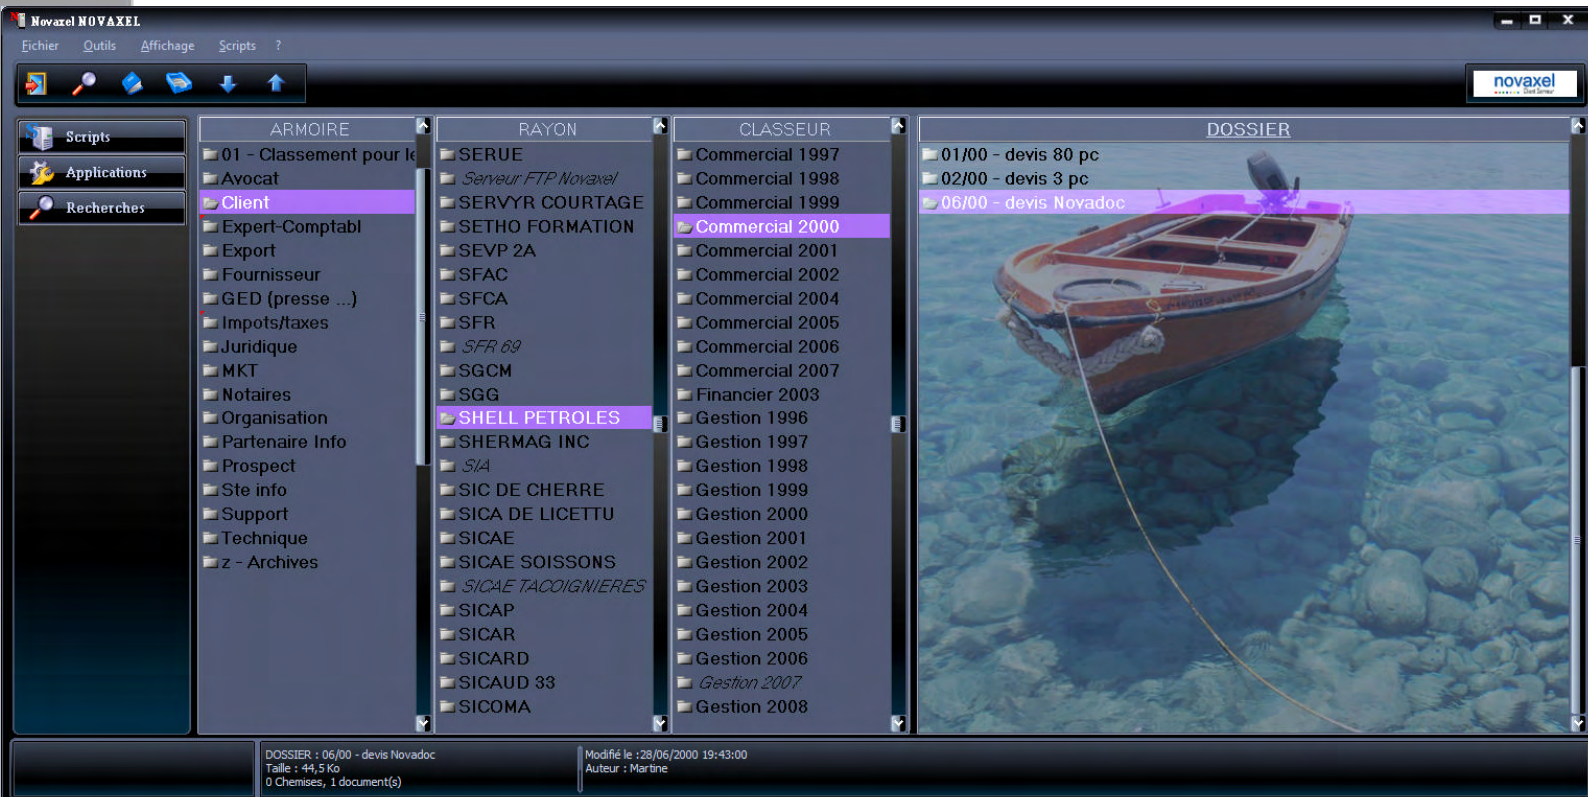 Novaxel NOVAXEL
Fichier Outils Affichage Scripts ?
novaxel
Scripts
Applications
Recherches
ARMOIRE
01 - Classement pour le
Avocat
Client
Expert-Comptabl
Export
Fournisseur
GED (presse ...)
Impots/taxes
Juridique
MKT
Notaires
Organisation
Partenaire Info
Prospect
Ste info
Support
Technique
z - Archives
RAYON
SERUE
Serveur FTP Novaxel
SERVYR COURTAGE
SETHO FORMATION
SEVP 2A
SFAC
SFCA
SFR
SFR 69
SGCM
SGG
SHELL PETROLES
SHERMAG INC
SIA
SIC DE CHERRE
SICA DE LICETTU
SICAE
SICAE SOISSONS
SICAE TACOIGNIERES
SICAP
SICAR
SICARD
SICAUD 33
SICOMA
CLASSEUR
Commercial 1997
Commercial 1998
Commercial 1999
Commercial 2000
Commercial 2001
Commercial 2002
Commercial 2004
Commercial 2005
Commercial 2006
Commercial 2007
Financier 2003
Gestion 1996
Gestion 1997
Gestion 1998
Gestion 1999
Gestion 2000
Gestion 2001
Gestion 2002
Gestion 2003
Gestion 2004
Gestion 2005
Gestion 2006
Gestion 2007
Gestion 2008
DOSSIER
01/00 - devis 80 pc
02/00 - devis 3 pc
06/00 - devis Novadoc
DOSSIER : 06/00 - devis Novadoc
Taille : 44,5 Ko
0 Chemises, 1 document(s)
Modifié le :28/06/2000 19:43:00
Auteur : Martine